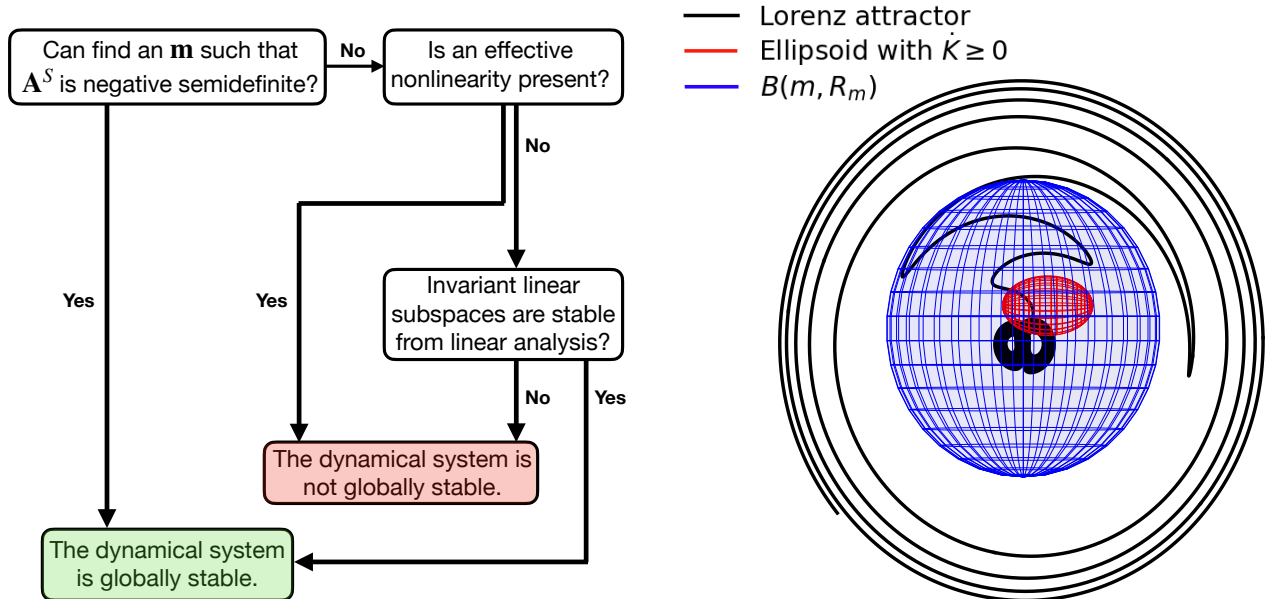 Can find an m such that
A^S is negative semidefinite?
No
Is an effective
nonlinearity present?
No
Yes
Yes
Invariant linear
subspaces are stable
from linear analysis?
No
Yes
The dynamical system is
not globally stable.
The dynamical system
is globally stable.
Lorenz attractor
Ellipsoid with K̇ ≥ 0
B(m, R_m)